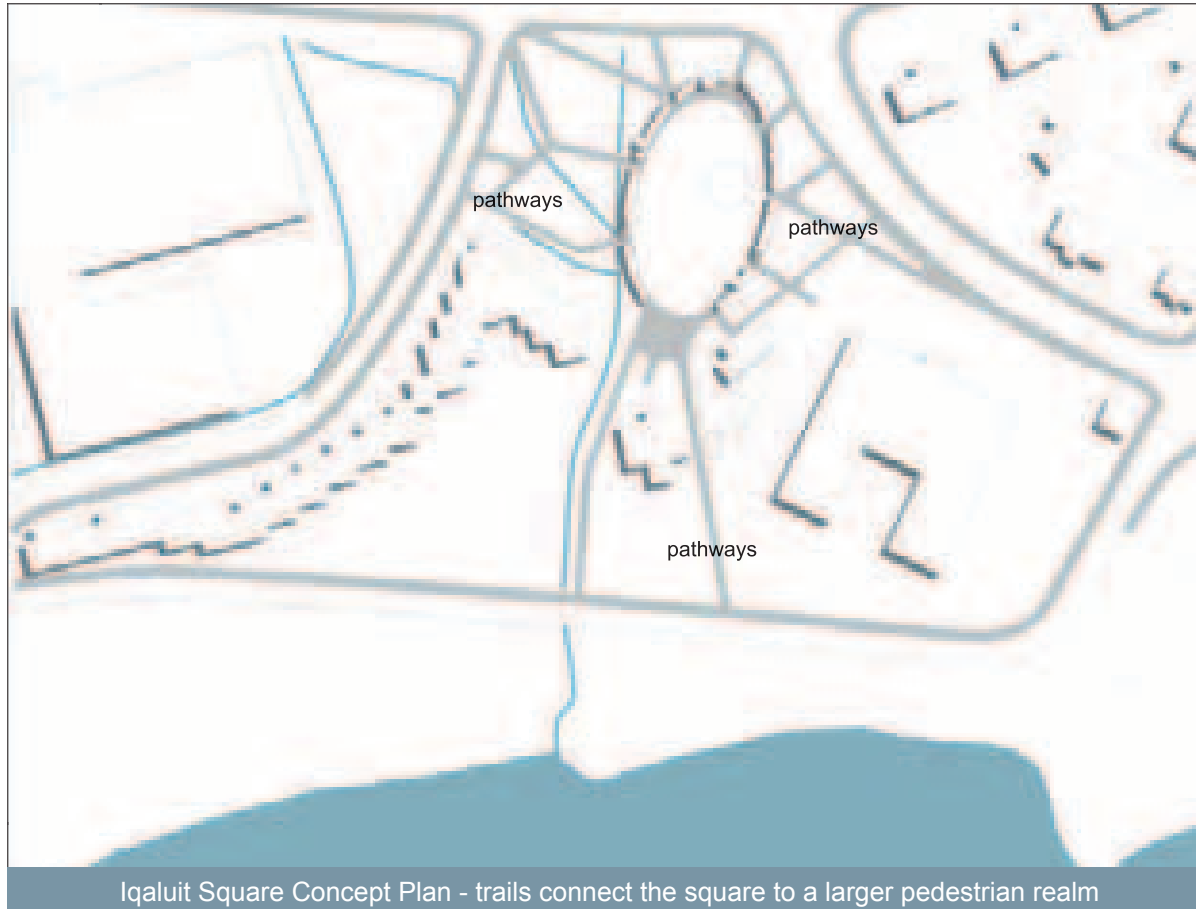 pathways
pathways
pathways
Iqaluit Square Concept Plan - trails connect the square to a larger pedestrian realm